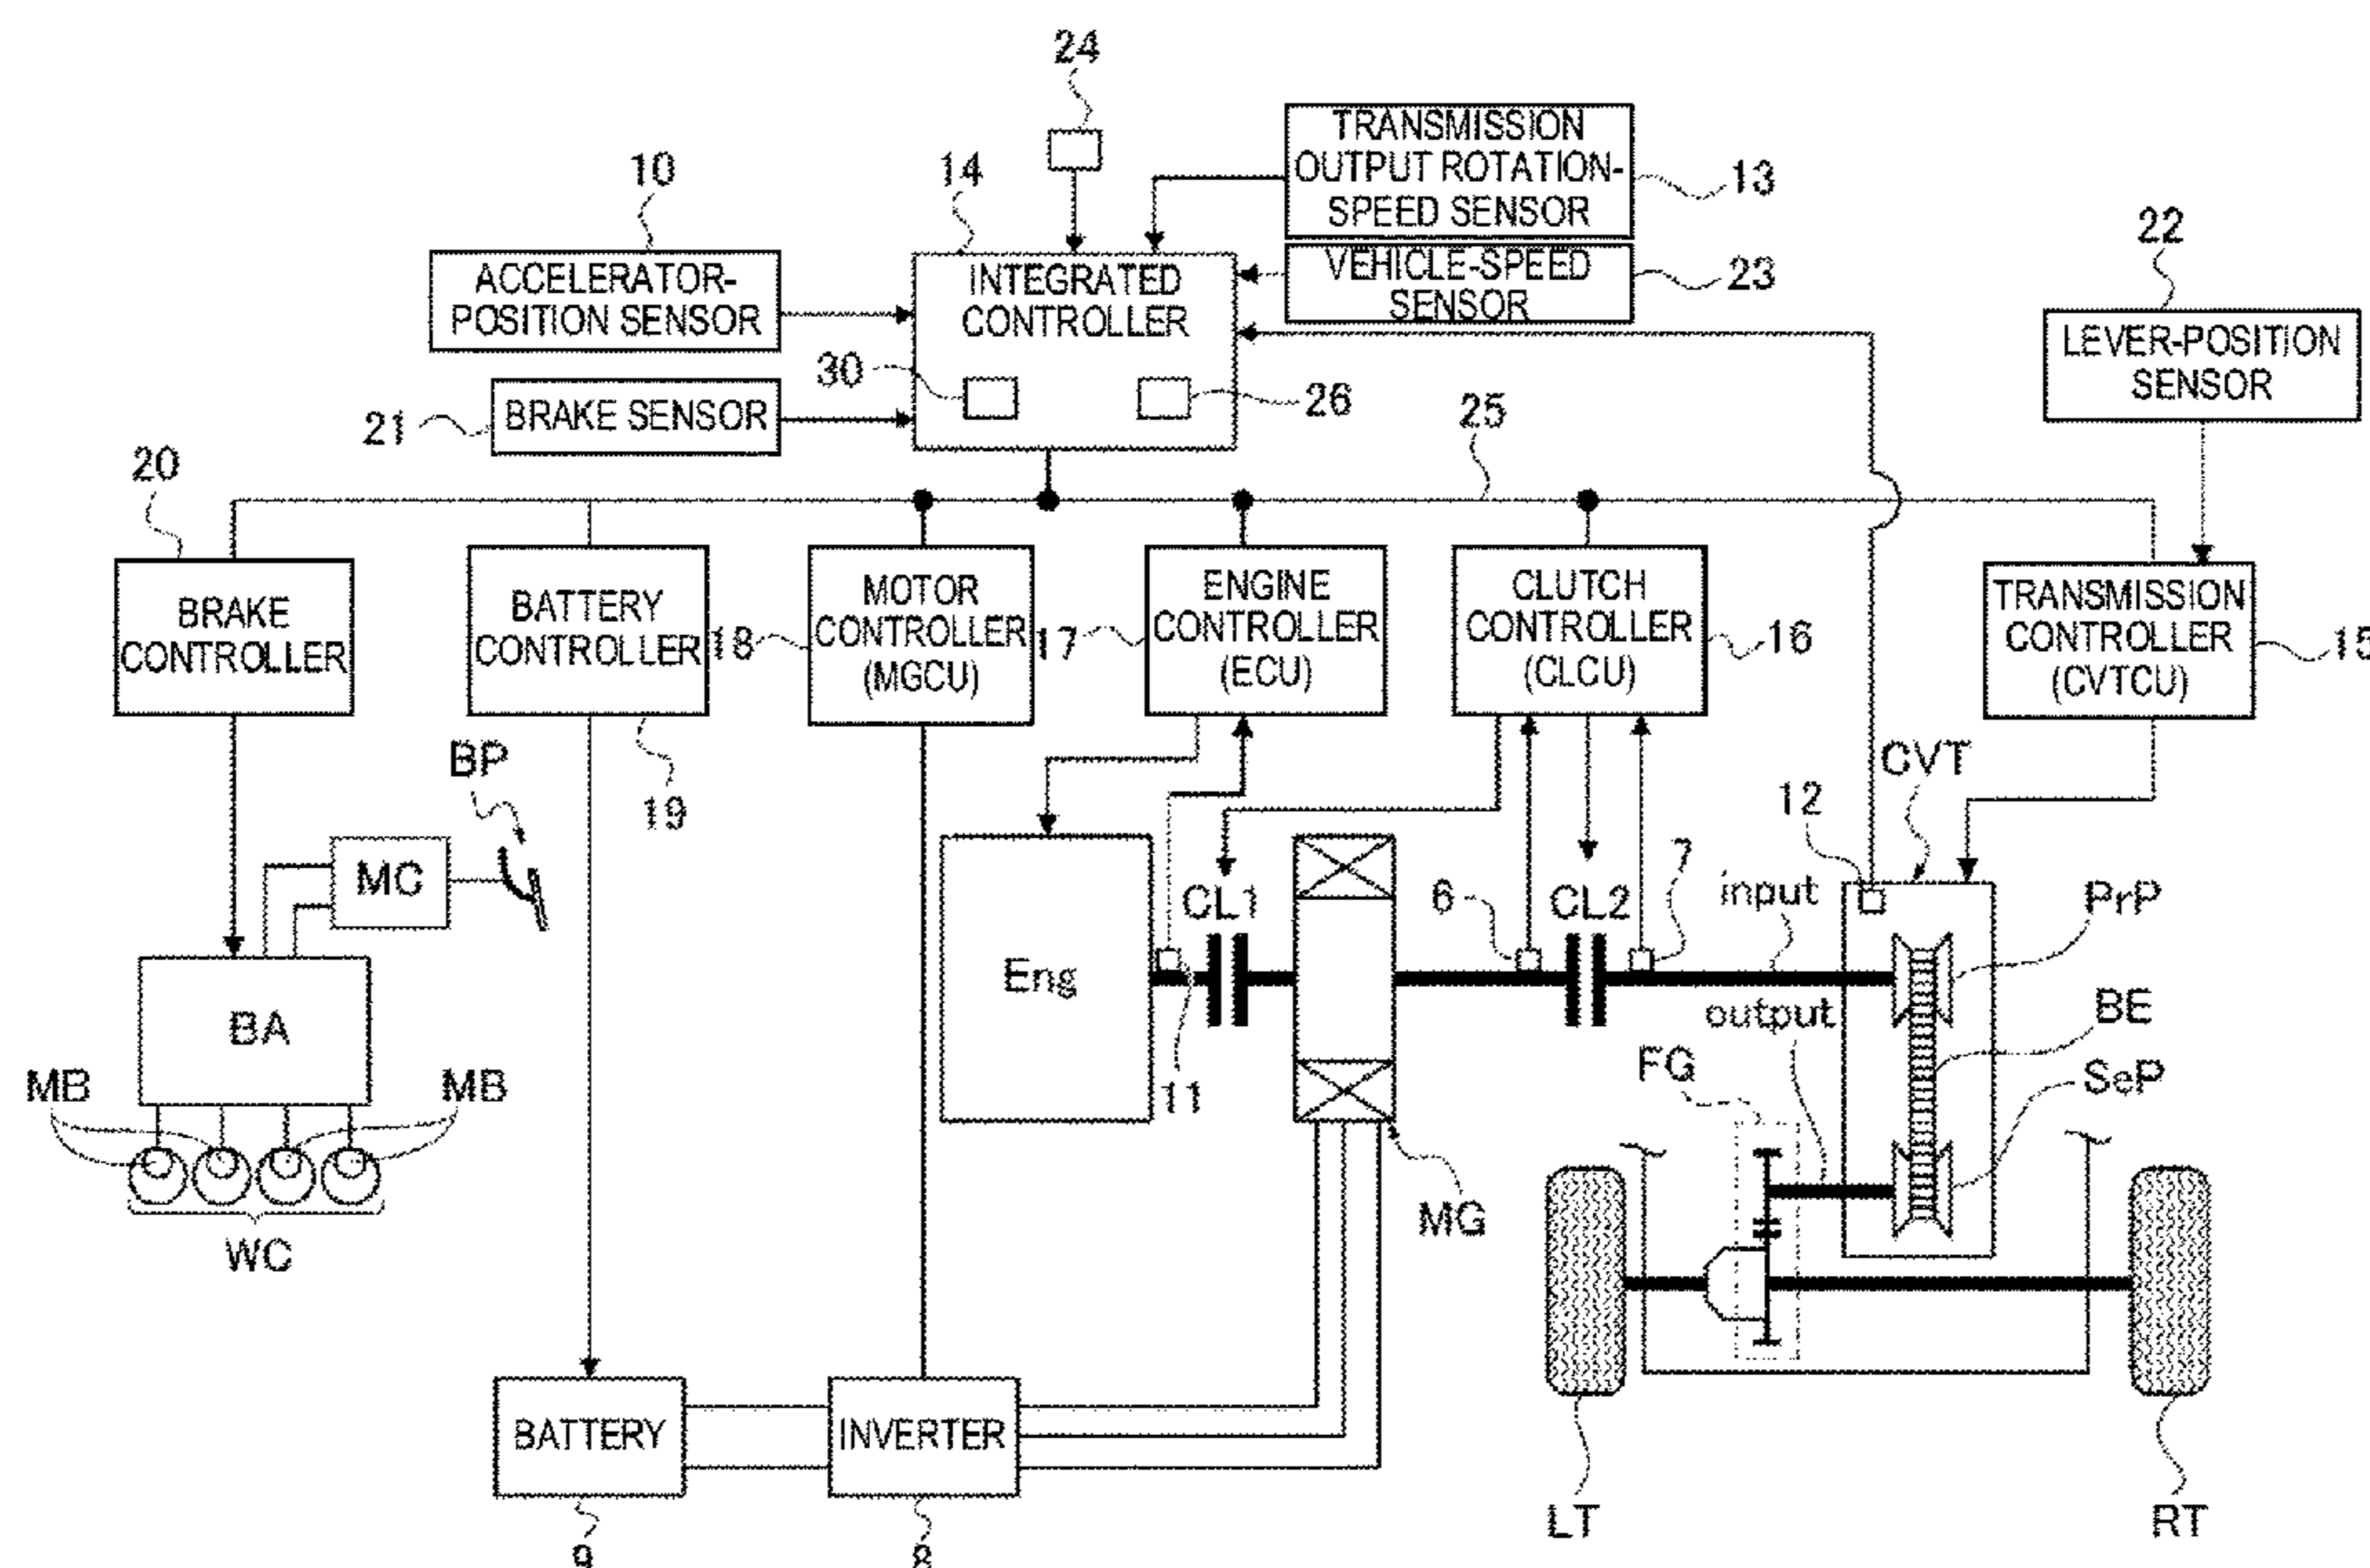 24
TRANSMISSION
OUTPUT ROTATION-
SPEED SENSOR
13
10
14
22
ACCELERATOR-
POSITION SENSOR
INTEGRATED
CONTROLLER
VEHICLE-SPEED
SENSOR
23
LEVER-POSITION
SENSOR
30
26
21
BRAKE SENSOR
25
20
BRAKE
CONTROLLER
BATTERY
CONTROLLER
18
MOTOR
CONTROLLER
(MGCU)
17
ENGINE
CONTROLLER
(ECU)
CLUTCH
CONTROLLER
(CLCU)
16
TRANSMISSION
CONTROLLER
(CVTCU)
15
BP
19
CVT
12
MC
CL1
6
CL2
7
input
PrP
Eng
output
BE
BA
11
FG
SeP
MB
MB
MG
WC
BATTERY
INVERTER
9
8
LT
RT